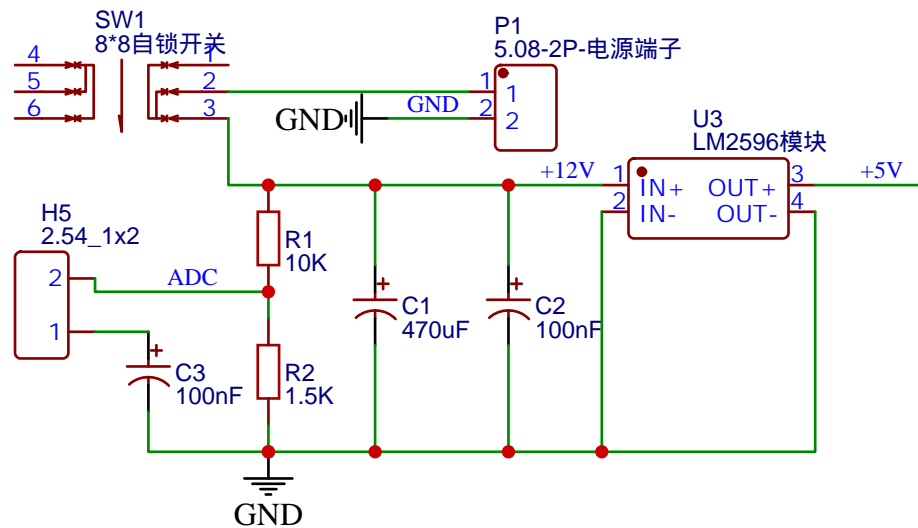 SW1
8*8自锁开关
4
5
6
1
2
3
P1
5.08-2P-电源端子
1
1
2
2
GND
GND
U3
LM2596模块
+12V
1
IN+
OUT+
3
+5V
2
IN-
OUT-
4
H5
2.54_1x2
2
1
ADC
R1
10K
R2
1.5K
C1
470uF
C2
100nF
C3
100nF
GND